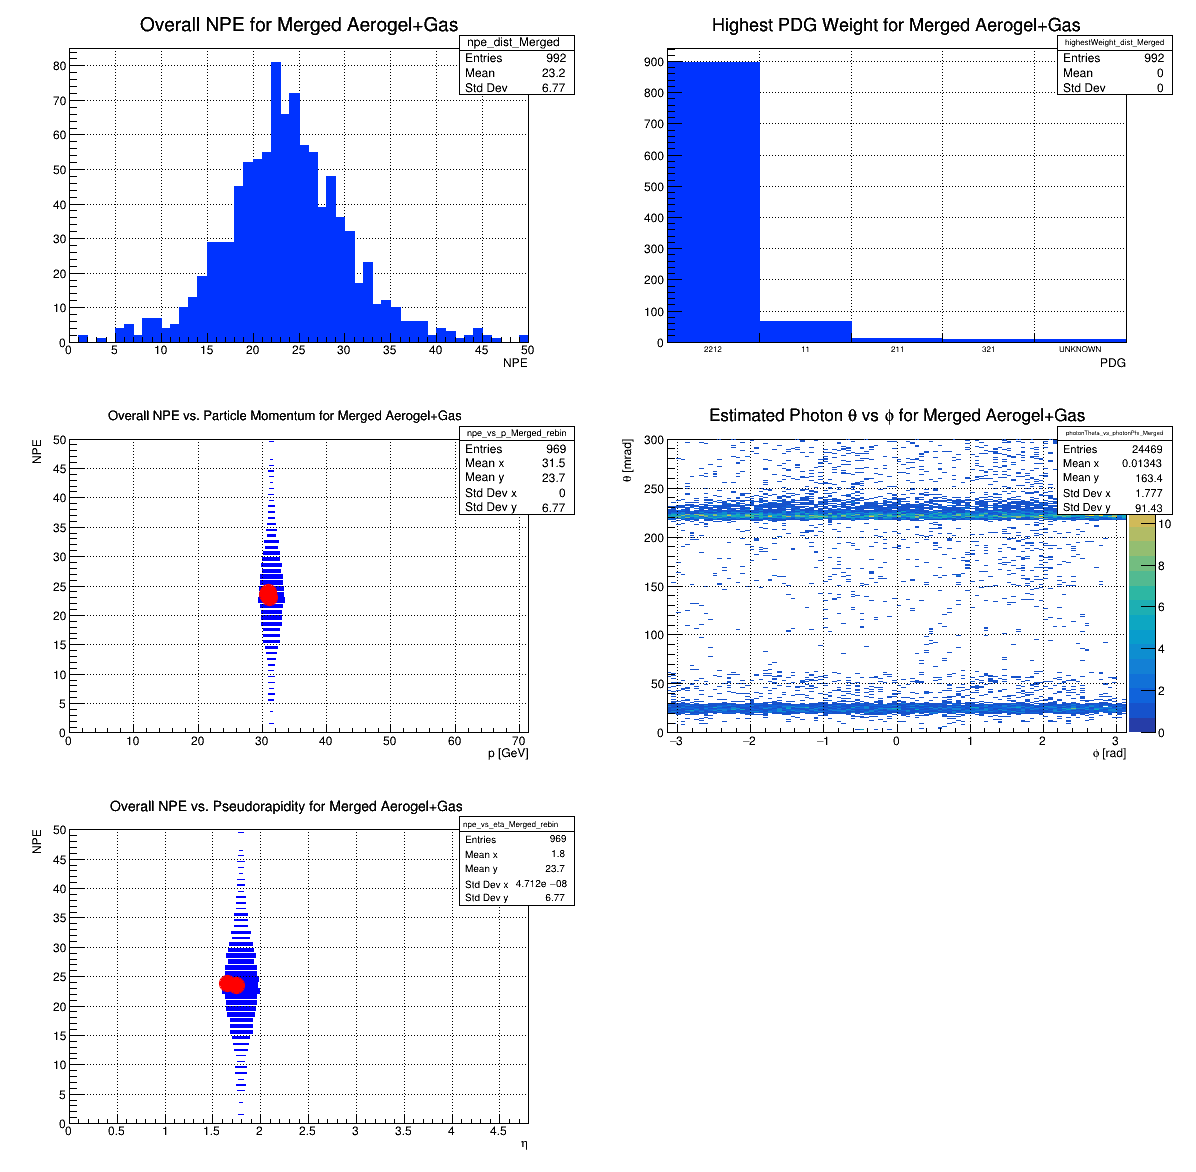 Overall NPE for Merged Aerogel+Gas
npe_dist_Merged
Entries 992
Mean 23.2
Std Dev 6.77
80
70
60
50
40
30
20
10
0
0 5 10 15 20 25 30 35 40 45 50
NPE
Highest PDG Weight for Merged Aerogel+Gas
highestWeight_dist_Merged
Entries 992
Mean 0
Std Dev 0
900
800
700
600
500
400
300
200
100
0
2212 11 211 321 UNKNOWN
PDG
Overall NPE vs. Particle Momentum for Merged Aerogel+Gas
npe_vs_p_Merged_rebin
Entries 969
Mean x 31.5
Mean y 23.7
Std Dev x 0
Std Dev y 6.77
NPE
50
45
40
35
30
25
20
15
10
5
0
0 10 20 30 40 50 60 70
p [GeV]
Estimated Photon θ vs ϕ for Merged Aerogel+Gas
photonTheta_vs_photonPhi_Merged
Entries 24469
Mean x 0.01343
Mean y 163.4
Std Dev x 1.777
Std Dev y 91.43
θ [mrad]
300
250
200
150
100
50
0
−3 −2 −1 0 1 2 3
ϕ [rad]
10
8
6
4
2
0
Overall NPE vs. Pseudorapidity for Merged Aerogel+Gas
npe_vs_eta_Merged_rebin
Entries 969
Mean x 1.8
Mean y 23.7
Std Dev x 4.712e −08
Std Dev y 6.77
NPE
50
45
40
35
30
25
20
15
10
5
0
0 0.5 1 1.5 2 2.5 3 3.5 4 4.5
η